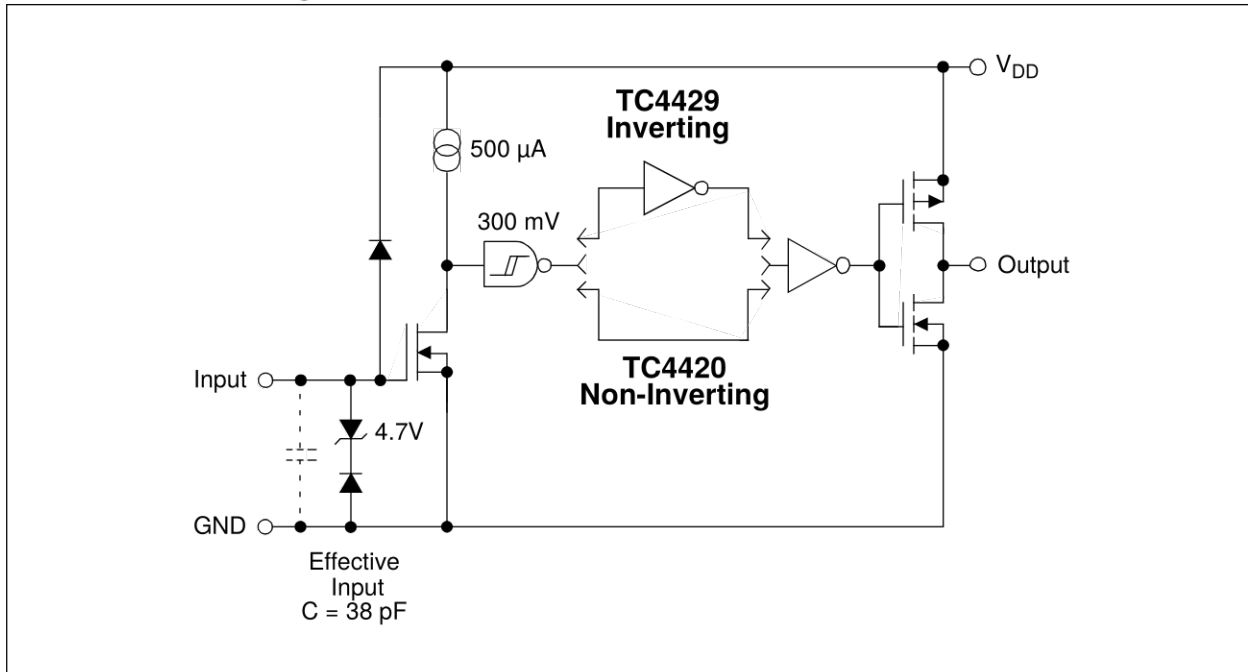 V_DD
TC4429
Inverting
500 µA
300 mV
Output
TC4420
Non-Inverting
Input
4.7V
GND
Effective
Input
C = 38 pF